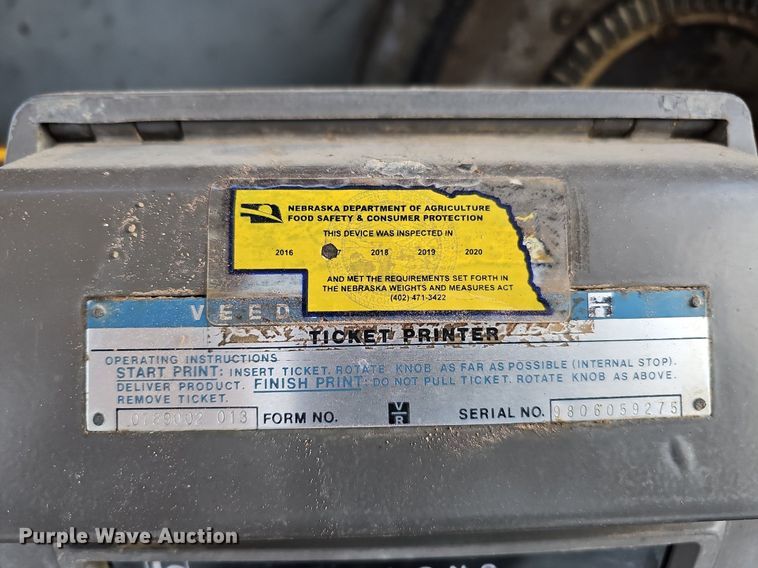 NEBRASKA DEPARTMENT OF AGRICULTURE
FOOD SAFETY & CONSUMER PROTECTION
THIS DEVICE WAS INSPECTED IN
2016 2018 2019 2020
AND MET THE REQUIREMENTS SET FORTH IN
THE NEBRASKA WEIGHTS AND MEASURES ACT
(402) 471-3422
VEED H
TICKET PRINTER
OPERATING INSTRUCTIONS
START PRINT: INSERT TICKET. ROTATE KNOB AS FAR AS POSSIBLE (INTERNAL STOP).
DELIVER PRODUCT. FINISH PRINT: DO NOT PULL TICKET. ROTATE KNOB AS ABOVE.
REMOVE TICKET.
013 FORM NO. V/R SERIAL NO. 9806059275
Purple Wave Auction